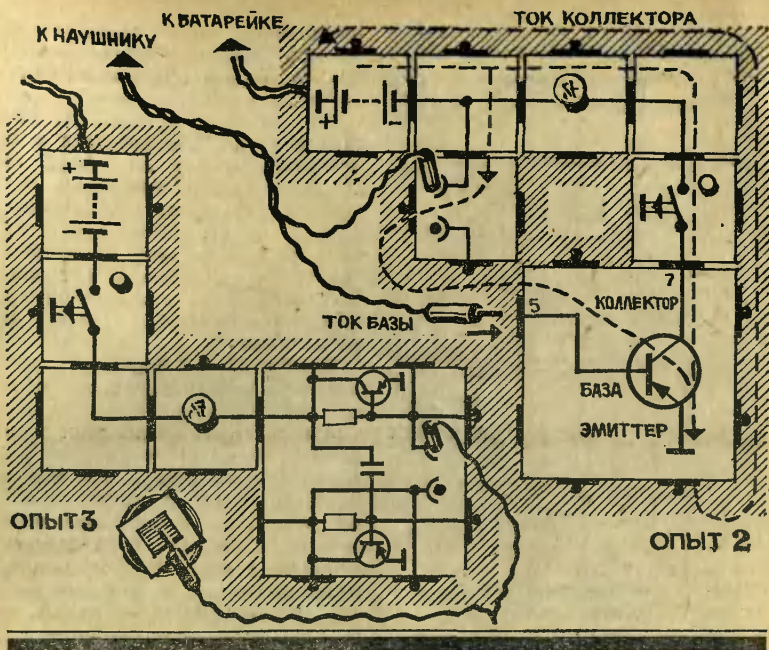 К НАУШНИКУ
К БАТАРЕЙКЕ
ТОК КОЛЛЕКТОРА
+
-
+
-
7
5
ТОК БАЗЫ
КОЛЛЕКТОР
БАЗА
ЭМИТТЕР
ОПЫТ 3
ОПЫТ 2